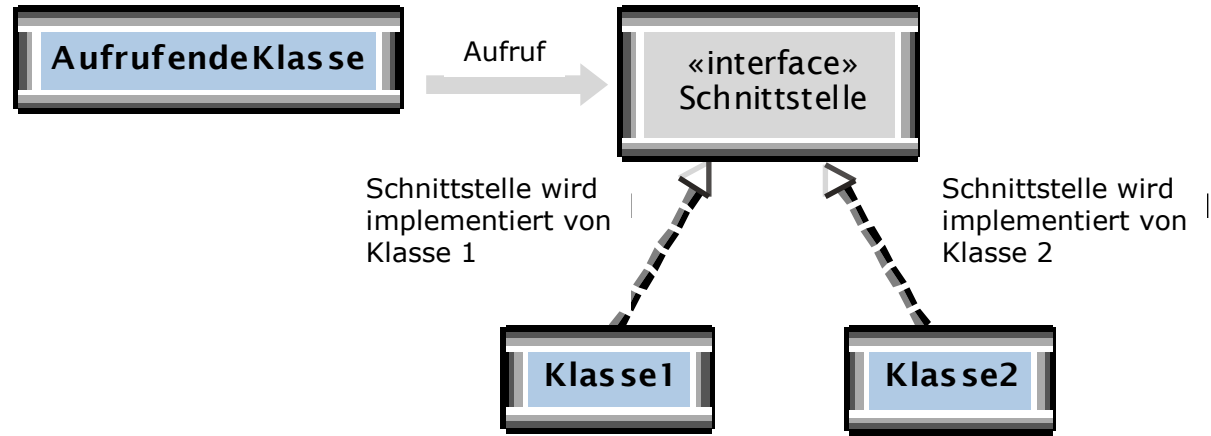 AufrufendeKlasse
Aufruf
«interface»
Schnittstelle
Schnittstelle wird
implementiert von
Klasse 1
Schnittstelle wird
implementiert von
Klasse 2
Klasse1
Klasse2